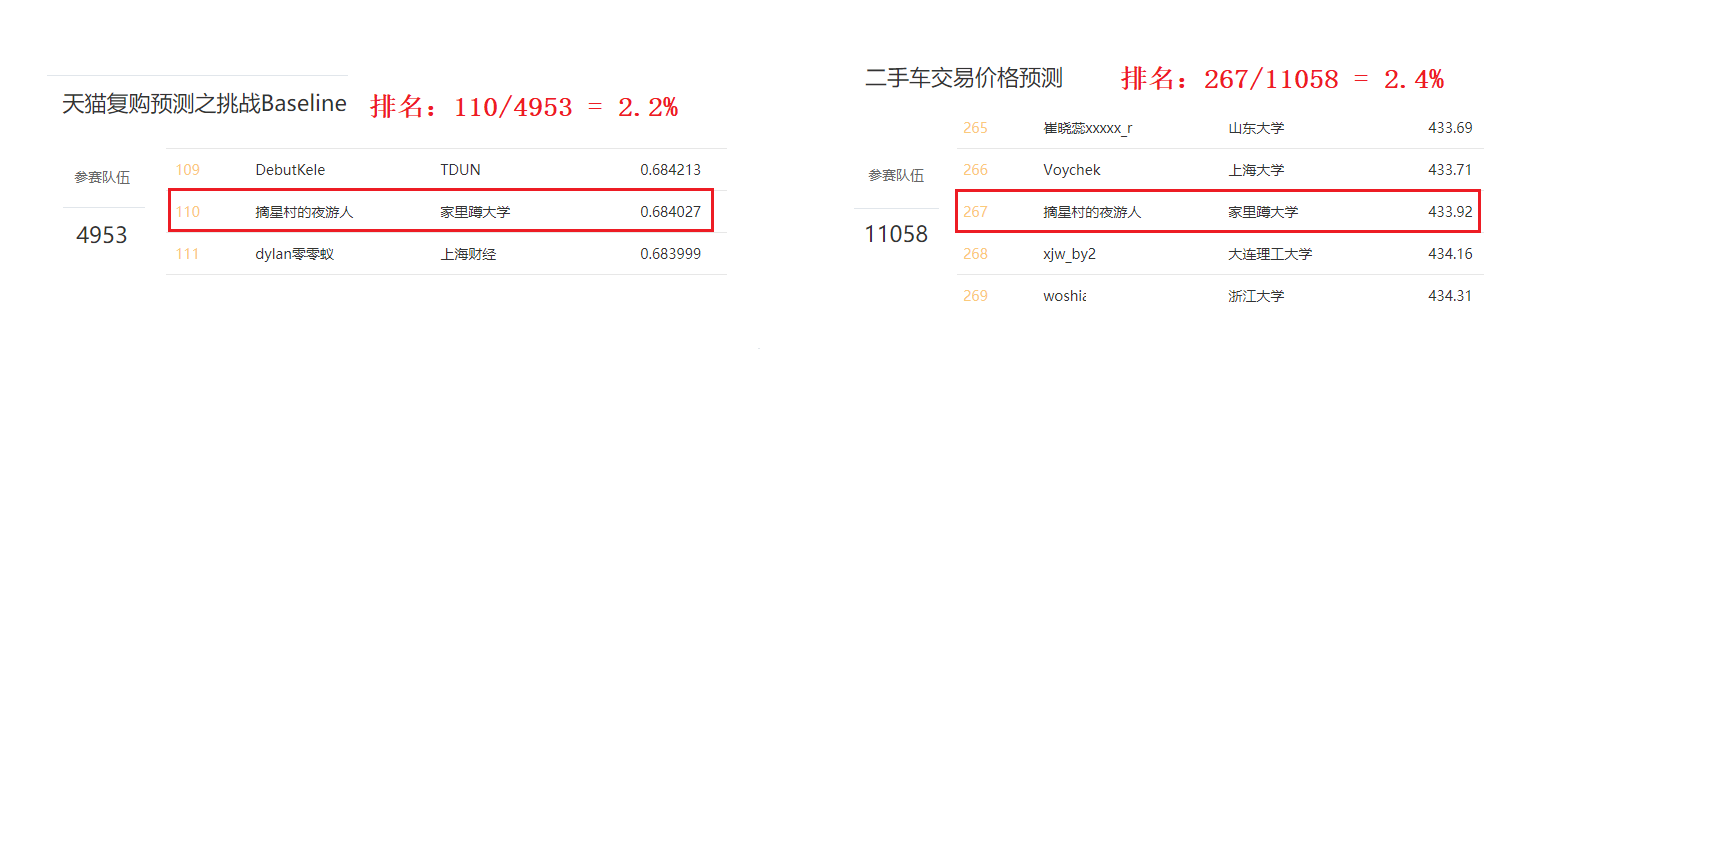 天猫复购预测之挑战Baseline 排名：110/4953 = 2.2%
参赛队伍
4953
109 DebutKele TDUN 0.684213
110 摘星村的夜游人 家里蹲大学 0.684027
111 dylan零零蚁 上海财经 0.683999
二手车交易价格预测 排名：267/11058 = 2.4%
参赛队伍
11058
265 崔晓蕊xxxxx_r 山东大学 433.69
266 Voychek 上海大学 433.71
267 摘星村的夜游人 家里蹲大学 433.92
268 xjw_by2 大连理工大学 434.16
269 woshia 浙江大学 434.31